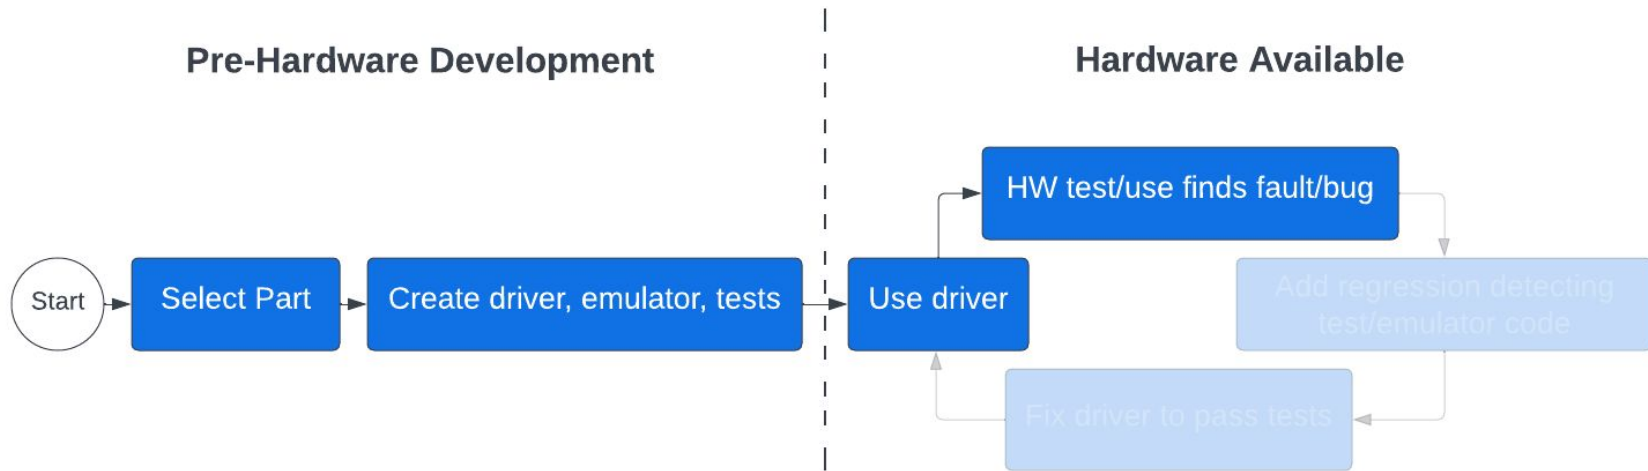 Pre-Hardware Development
Hardware Available
HW test/use finds fault/bug
Start
Select Part
Create driver, emulator, tests
Use driver
Add regression detecting
test/emulator code
Fix driver to pass tests